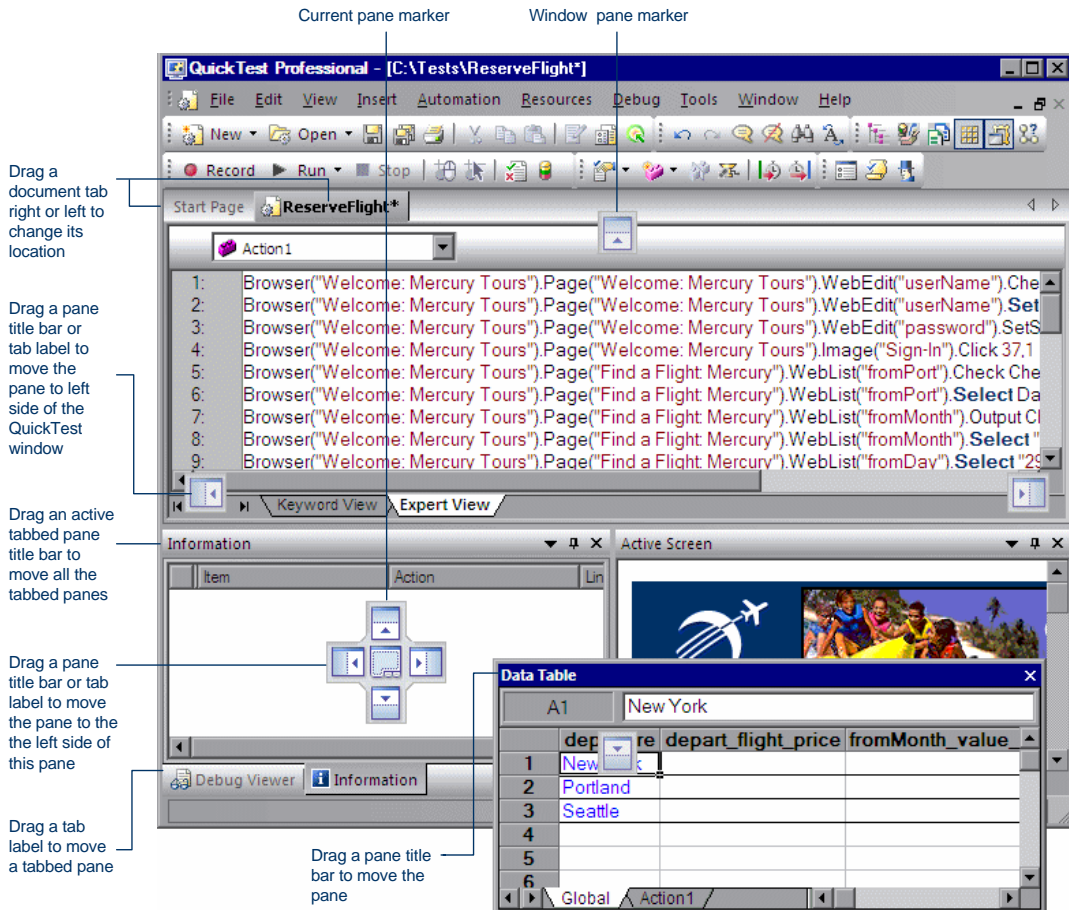 Current pane marker
Window pane marker
QuickTest Professional - [C:\Tests\ReserveFlight*]
File Edit View Insert Automation Resources Debug Tools Window Help
New Open
Record Run Stop
Drag a
document tab
right or left to
change its
location
Start Page ReserveFlight*
Action1
1: Browser("Welcome: Mercury Tours").Page("Welcome: Mercury Tours").WebEdit("userName").Che
2: Browser("Welcome: Mercury Tours").Page("Welcome: Mercury Tours").WebEdit("userName").Set
3: Browser("Welcome: Mercury Tours").Page("Welcome: Mercury Tours").WebEdit("password").SetS
4: Browser("Welcome: Mercury Tours").Page("Welcome: Mercury Tours").Image("Sign-In").Click 37,1
5: Browser("Welcome: Mercury Tours").Page("Find a Flight: Mercury").WebList("fromPort").Check Che
6: Browser("Welcome: Mercury Tours").Page("Find a Flight: Mercury").WebList("fromPort").Select Da
7: Browser("Welcome: Mercury Tours").Page("Find a Flight: Mercury").WebList("fromMonth").Output Cl
8: Browser("Welcome: Mercury Tours").Page("Find a Flight: Mercury").WebList("fromMonth").Select "
9: Browser("Welcome: Mercury Tours").Page("Find a Flight: Mercury").WebList("fromDay").Select "29
Drag a pane
title bar or
tab label to
move the
pane to left
side of the
QuickTest
window
Keyword View Expert View
Drag an active
tabbed pane
title bar to
move all the
tabbed panes
Information
Item Action Lin
Active Screen
Drag a pane
title bar or tab
label to move
the pane to the
the left side of
this pane
Debug Viewer Information
Drag a tab
label to move
a tabbed pane
Drag a pane title
bar to move the
pane
Data Table
A1 New York
depart_flight_price fromMonth_value_
1
2 Portland
3 Seattle
4
5
6
Global Action1